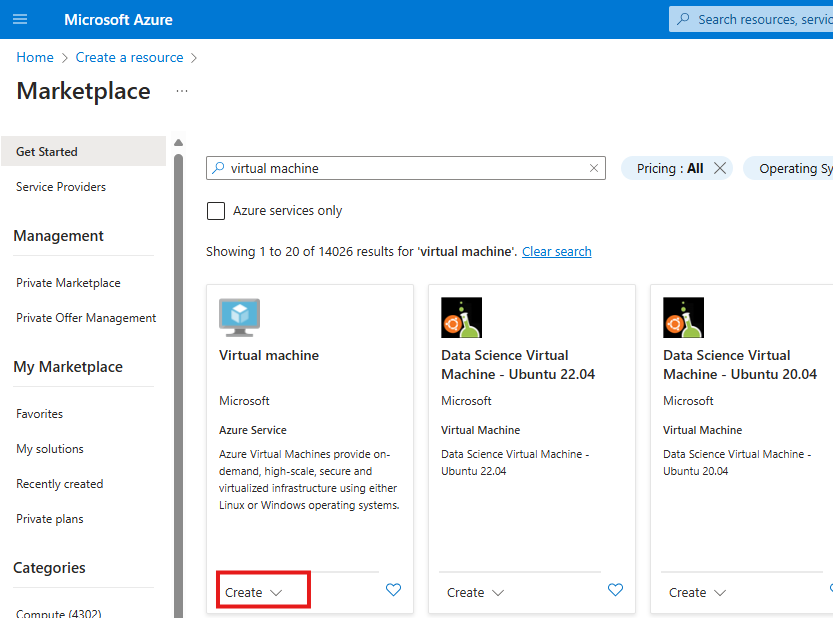 Microsoft Azure
Search resources, servic
Home > Create a resource >
Marketplace ...
Get Started
Service Providers
Management
Private Marketplace
Private Offer Management
My Marketplace
Favorites
My solutions
Recently created
Private plans
Categories
Compute (4302)
virtual machine
Pricing : All
Operating Sy
Azure services only
Showing 1 to 20 of 14026 results for 'virtual machine'. Clear search
Virtual machine
Microsoft
Azure Service
Azure Virtual Machines provide on-
demand, high-scale, secure and
virtualized infrastructure using either
Linux or Windows operating systems.
Create
Data Science Virtual
Machine - Ubuntu 22.04
Microsoft
Virtual Machine
Data Science Virtual Machine -
Ubuntu 22.04
Create
Data Science Virtual
Machine - Ubuntu 20.04
Microsoft
Virtual Machine
Data Science Virtual Machine -
Ubuntu 20.04
Create